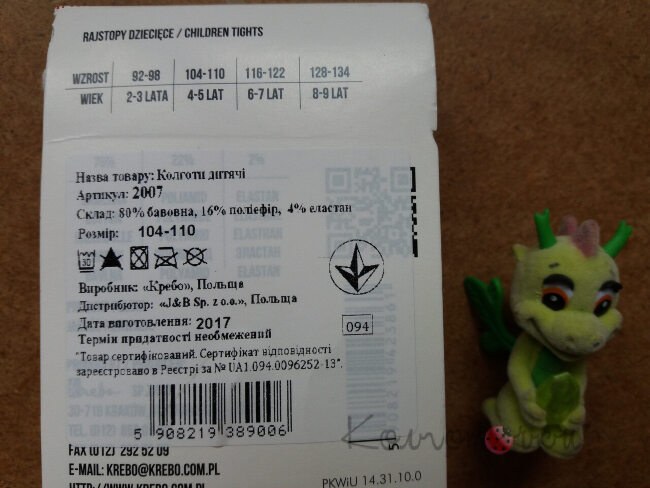 RAJSTOPY DZIECIĘCE / CHILDREN TIGHTS
WZROST 92-98 104-110 116-122 128-134
WIEK 2-3 LATA 4-5 LAT 6-7 LAT 8-9 LAT
Назва товару: Колготи дитячі
Артикул: 2007
Склад: 80% бавовна, 16% поліефір, 4% еластан
Розмір: 104-110
30
Виробник: «Кребо», Польща
Дистрибютор: «J&B Sp. z o.o.», Польща
Дата виготовлення: 2017
Термін придатності необмежений
094
"Товар сертифікований. Сертифікат відповідності
зареєстровано в Реєстрі за № UA1.094.0096252-13".
5 908219 389006
FAX (012) 292 62 09
E-MAIL: KREBO@KREBO.COM.PL
PKWiU 14.31.10.0